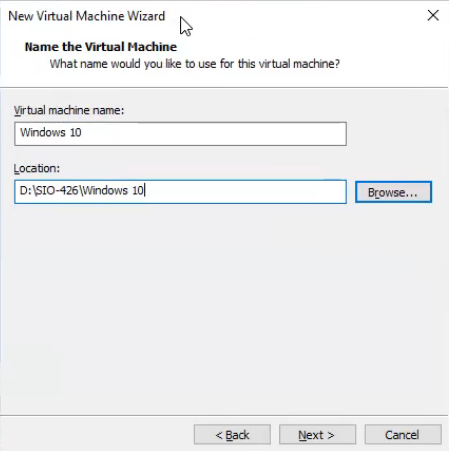 New Virtual Machine Wizard
Name the Virtual Machine
What name would you like to use for this virtual machine?
Virtual machine name:
Windows 10
Location:
D:\SIO-426\Windows 10
Browse...
< Back
Next >
Cancel